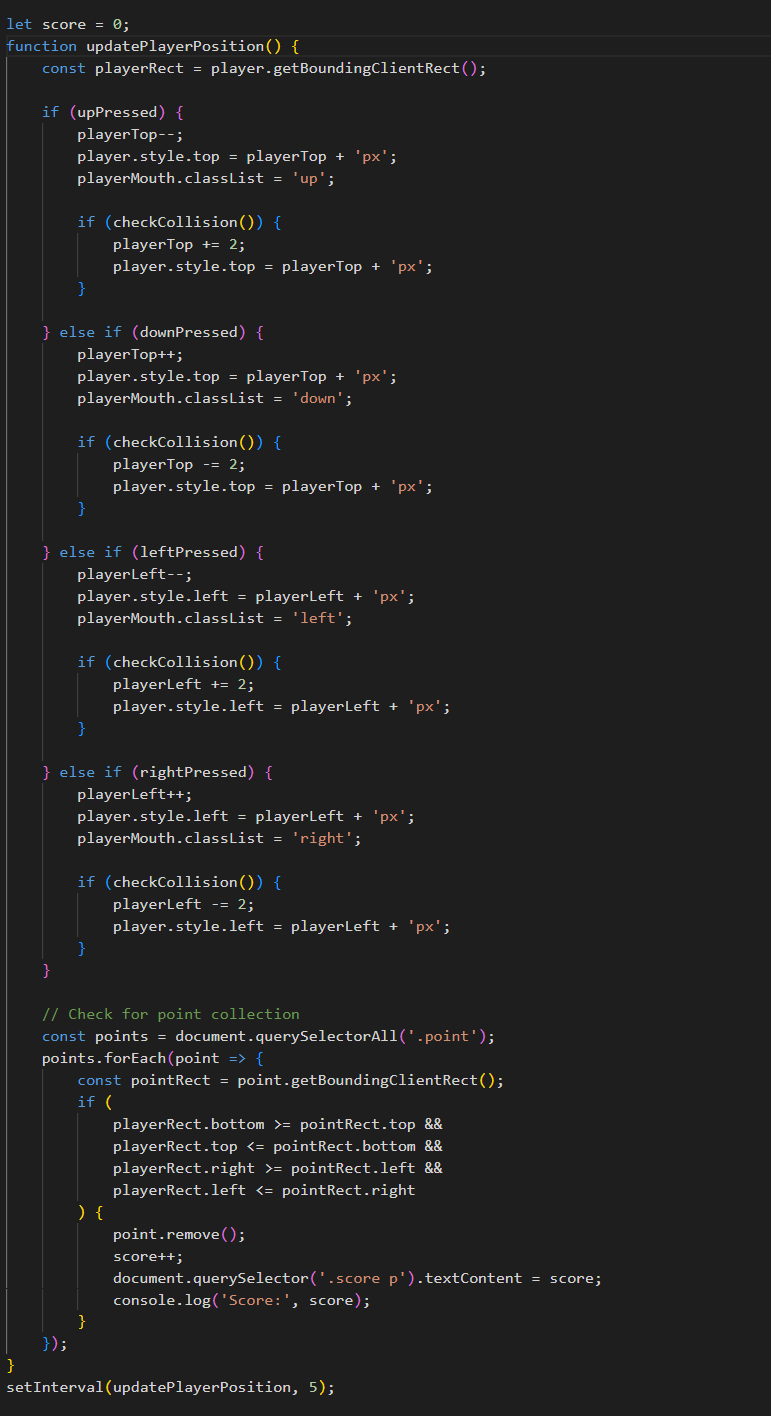 let score = 0;
function updatePlayerPosition() {
    const playerRect = player.getBoundingClientRect();

    if (upPressed) {
        playerTop--;
        player.style.top = playerTop + 'px';
        playerMouth.classList = 'up';

        if (checkCollision()) {
            playerTop += 2;
            player.style.top = playerTop + 'px';
        }

    } else if (downPressed) {
        playerTop++;
        player.style.top = playerTop + 'px';
        playerMouth.classList = 'down';

        if (checkCollision()) {
            playerTop -= 2;
            player.style.top = playerTop + 'px';
        }

    } else if (leftPressed) {
        playerLeft--;
        player.style.left = playerLeft + 'px';
        playerMouth.classList = 'left';

        if (checkCollision()) {
            playerLeft += 2;
            player.style.left = playerLeft + 'px';
        }

    } else if (rightPressed) {
        playerLeft++;
        player.style.left = playerLeft + 'px';
        playerMouth.classList = 'right';

        if (checkCollision()) {
            playerLeft -= 2;
            player.style.left = playerLeft + 'px';
        }
    }

    // Check for point collection
    const points = document.querySelectorAll('.point');
    points.forEach(point => {
        const pointRect = point.getBoundingClientRect();
        if (
            playerRect.bottom >= pointRect.top &&
            playerRect.top <= pointRect.bottom &&
            playerRect.right >= pointRect.left &&
            playerRect.left <= pointRect.right
        ) {
            point.remove();
            score++;
            document.querySelector('.score p').textContent = score;
            console.log('Score:', score);
        }
    });
}
setInterval(updatePlayerPosition, 5);